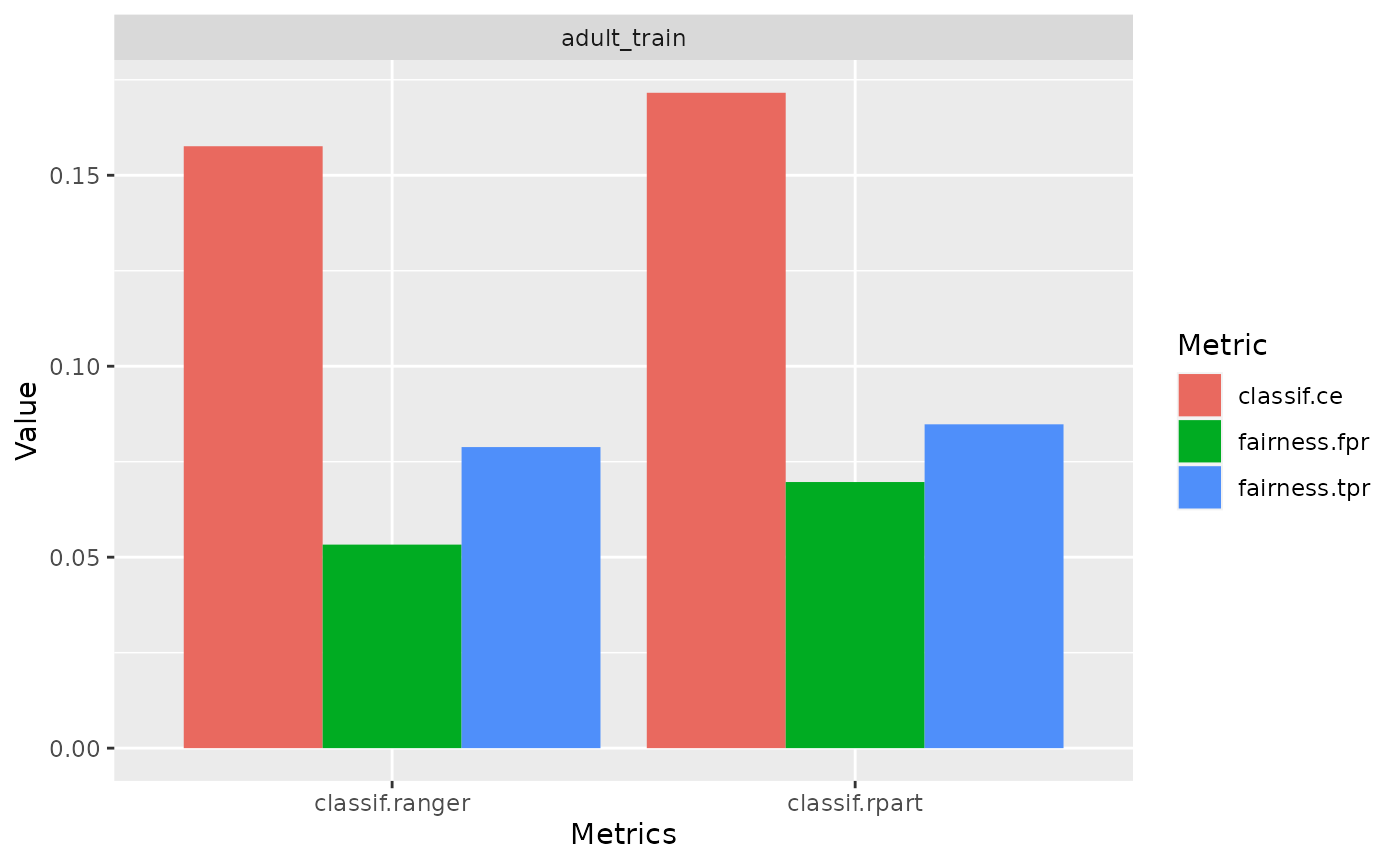 adult_train
Value
0.15
0.10
0.05
0.00
classif.ranger
classif.rpart
Metrics
Metric
classif.ce
fairness.fpr
fairness.tpr